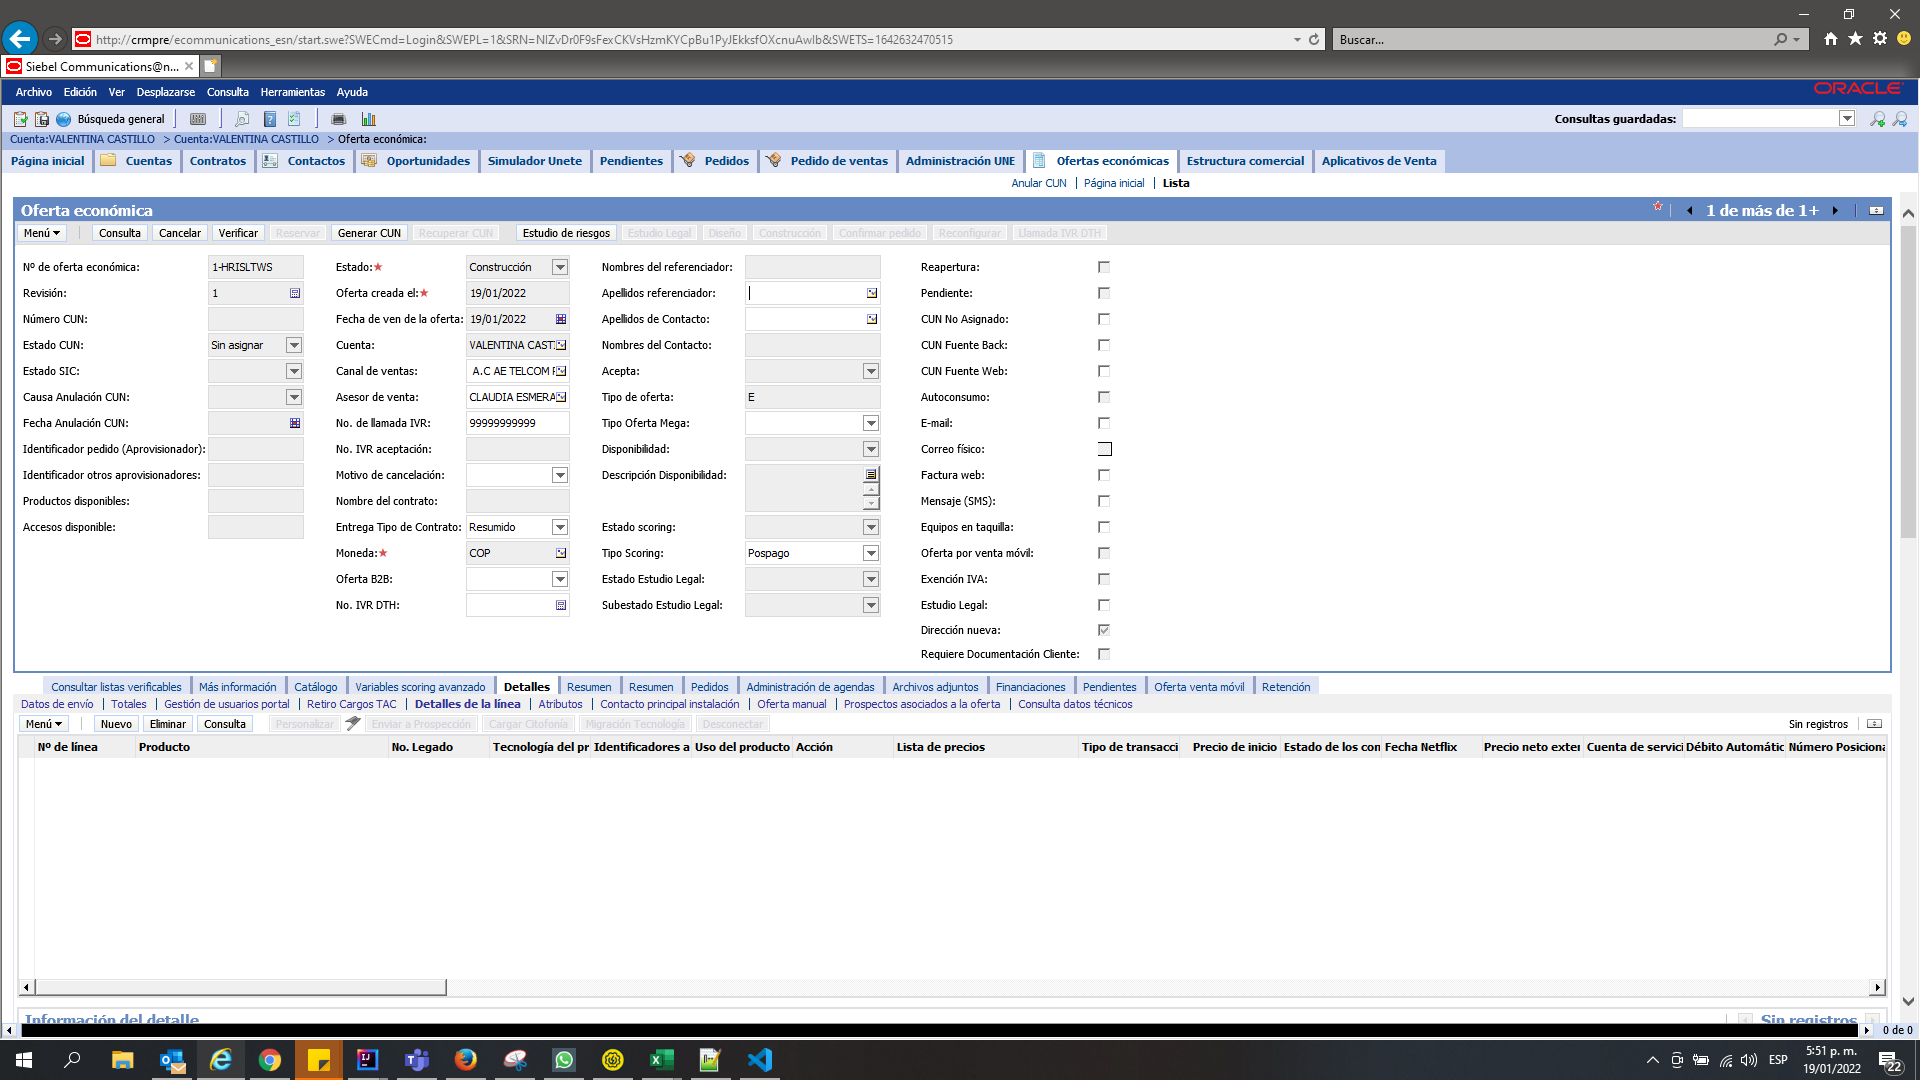 http://crmpre/ecommunications_esn/start.swe?SWECmd=Login&SWEPL=1&SRN=NIZvDr0F9sFexCKVsHzmKYCpBu1PyJEkksfOXcnuAwIb&SWETS=1642632470515
Buscar...
Siebel Communications@n...
Archivo Edición Ver Desplazarse Consulta Herramientas Ayuda
ORACLE
Búsqueda general
Consultas guardadas:
Cuenta:VALENTINA CASTILLO > Cuenta:VALENTINA CASTILLO > Oferta económica:
Página inicial Cuentas Contratos Contactos Oportunidades Simulador Unete Pendientes Pedidos Pedido de ventas Administración UNE Ofertas económicas Estructura comercial Aplicativos de Venta
Anular CUN | Página inicial | Lista
Oferta económica
1 de más de 1+
Menú Consulta Cancelar Verificar Reservar Generar CUN Recuperar CUN Estudio de riesgos Estudio Legal Diseño Construcción Confirmar pedido Reconfigurar Llamada IVR DTH
Nº de oferta económica: 1-HRISLTWS Estado:* Construcción Nombres del referenciador: Reapertura:
Revisión: 1 Oferta creada el:* 19/01/2022 Apellidos referenciador: Pendiente:
Número CUN: Fecha de ven de la oferta: 19/01/2022 Apellidos de Contacto: CUN No Asignado:
Estado CUN: Sin asignar Cuenta: VALENTINA CAST Nombres del Contacto: CUN Fuente Back:
Estado SIC: Canal de ventas: A.C AE TELCOM Acepta: CUN Fuente Web:
Causa Anulación CUN: Asesor de venta: CLAUDIA ESMERA Tipo de oferta: E Autoconsumo:
Fecha Anulación CUN: No. de llamada IVR: 99999999999 Tipo Oferta Mega: E-mail:
Identificador pedido (Aprovisionador): No. IVR aceptación: Disponibilidad: Correo físico:
Identificador otros aprovisionadores: Motivo de cancelación: Descripción Disponibilidad: Factura web:
Productos disponibles: Nombre del contrato: Mensaje (SMS):
Accesos disponible: Entrega Tipo de Contrato: Resumido Estado scoring: Equipos en taquilla:
Moneda:* COP Tipo Scoring: Pospago Oferta por venta móvil:
Oferta B2B: Estado Estudio Legal: Exención IVA:
No. IVR DTH: Subestado Estudio Legal: Estudio Legal:
Dirección nueva:
Requiere Documentación Cliente:
Consultar listas verificables Más información Catálogo Variables scoring avanzado Detalles Resumen Resumen Pedidos Administración de agendas Archivos adjuntos Financiaciones Pendientes Oferta venta móvil Retención
Datos de envío | Totales | Gestión de usuarios portal | Retiro Cargos TAC | Detalles de la línea | Atributos | Contacto principal instalación | Oferta manual | Prospectos asociados a la oferta | Consulta datos técnicos
Menú Nuevo Eliminar Consulta Personalizar Enviar a Prospección Cargar Citofonía Migración Tecnología Desconectar Sin registros
Nº de línea Producto No. Legado Tecnología del pr Identificadores a Uso del producto Acción Lista de precios Tipo de transacci Precio de inicio Estado de los con Fecha Netflix Precio neto exter Cuenta de servici Débito Automátic Número Posiciona
Información del detalle Sin registros
0 de 0
ESP
5:51 p. m.
19/01/2022
22